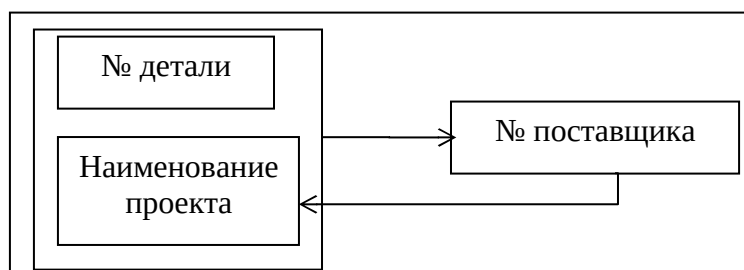 № детали
№ поставщика
Наименование
проекта